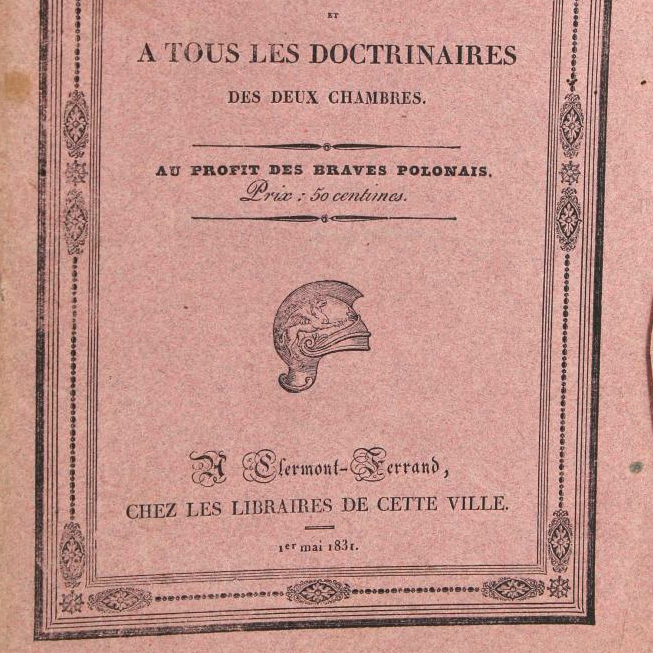 ET
A TOUS LES DOCTRINAIRES
DES DEUX CHAMBRES.
AU PROFIT DES BRAVES POLONAIS.
Prix : 50 centimes.
A Clermont-Ferrand,
CHEZ LES LIBRAIRES DE CETTE VILLE.
1er mai 1831.